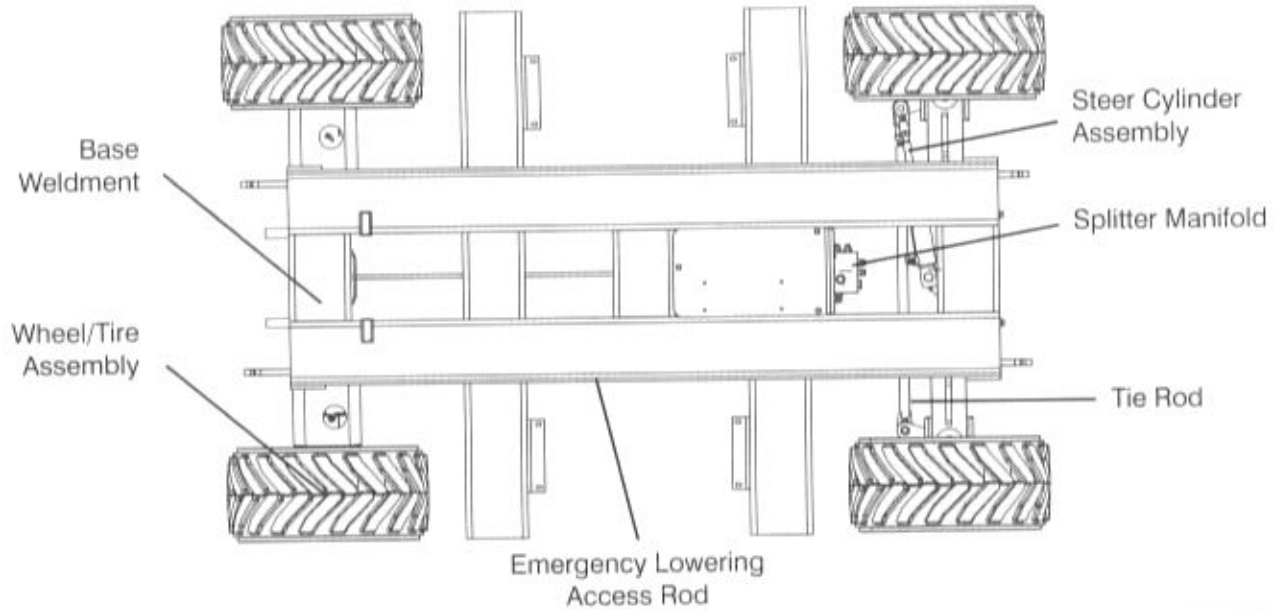 Base
Weldment
Wheel/Tire
Assembly
Steer Cylinder
Assembly
Splitter Manifold
Tie Rod
Emergency Lowering
Access Rod